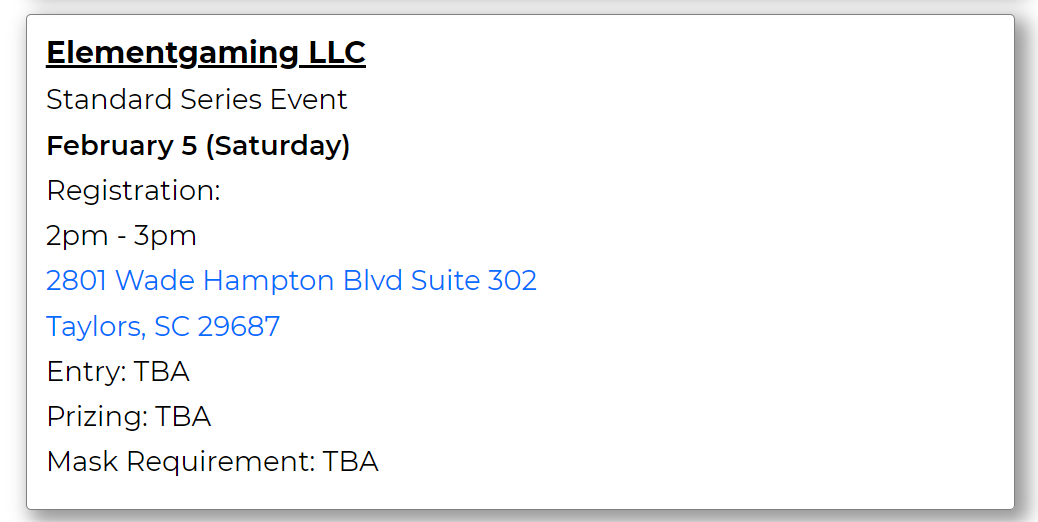 Elementgaming LLC
Standard Series Event
February 5 (Saturday)
Registration:
2pm - 3pm
2801 Wade Hampton Blvd Suite 302
Taylors, SC 29687
Entry: TBA
Prizing: TBA
Mask Requirement: TBA